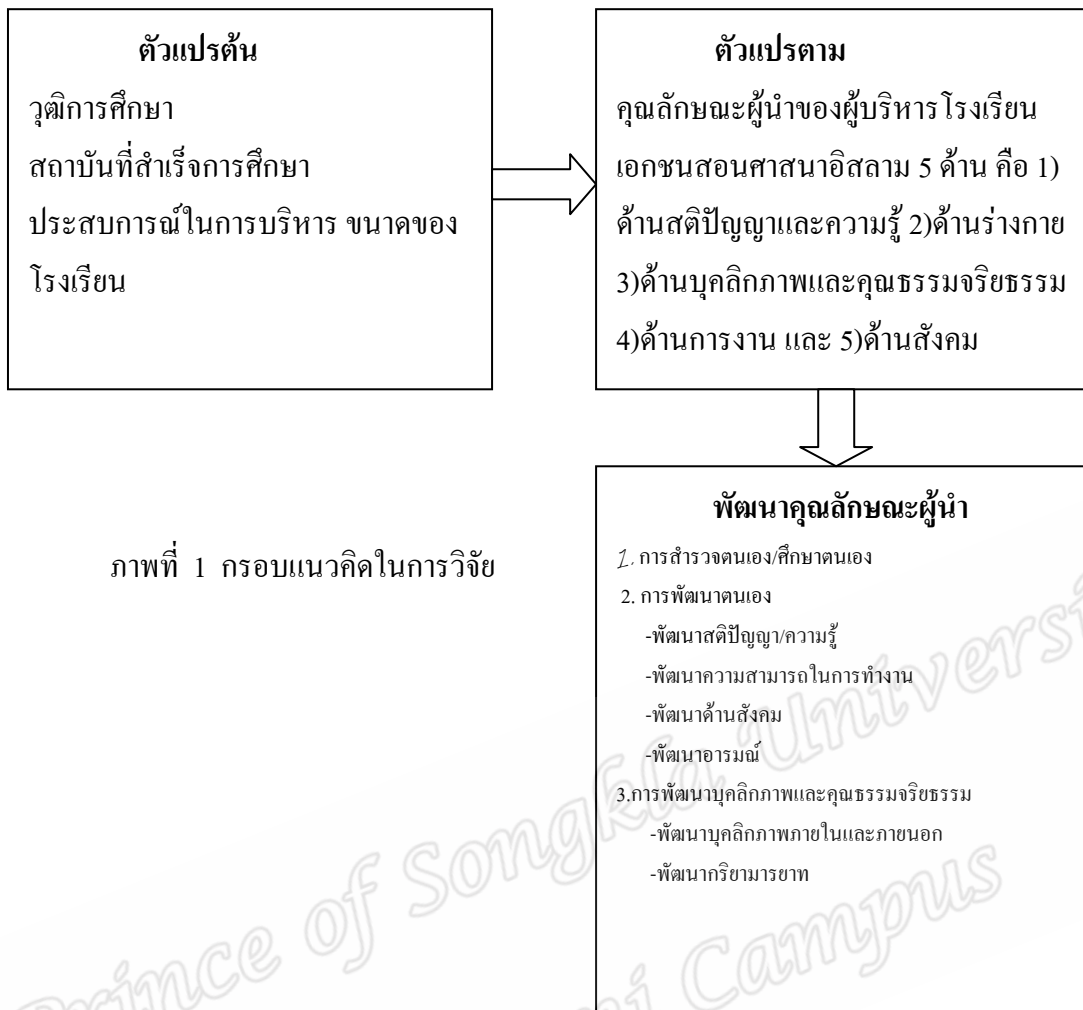 ตัวแปรต้น
วุฒิการศึกษา
สถาบันที่สำเร็จการศึกษา
ประสบการณ์ในการบริหาร ขนาดของ
โรงเรียน
ตัวแปรตาม
คุณลักษณะผู้นำของผู้บริหารโรงเรียน
เอกชนสอนศาสนาอิสลาม 5 ด้าน คือ 1)
ด้านสติปัญญาและความรู้ 2)ด้านร่างกาย
3)ด้านบุคลิกภาพและคุณธรรมจริยธรรม
4)ด้านการงาน และ 5)ด้านสังคม
พัฒนาคุณลักษณะผู้นำ
1. การสำรวจตนเอง/ศึกษาตนเอง
2. การพัฒนาตนเอง
-พัฒนาสติปัญญา/ความรู้
-พัฒนาความสามารถในการทำงาน
-พัฒนาด้านสังคม
-พัฒนาอารมณ์
3.การพัฒนาบุคลิกภาพและคุณธรรมจริยธรรม
-พัฒนาบุคลิกภาพภายในและภายนอก
-พัฒนากริยามารยาท
ภาพที่ 1 กรอบแนวคิดในการวิจัย
Prince of Songkla Universi
ni Campus